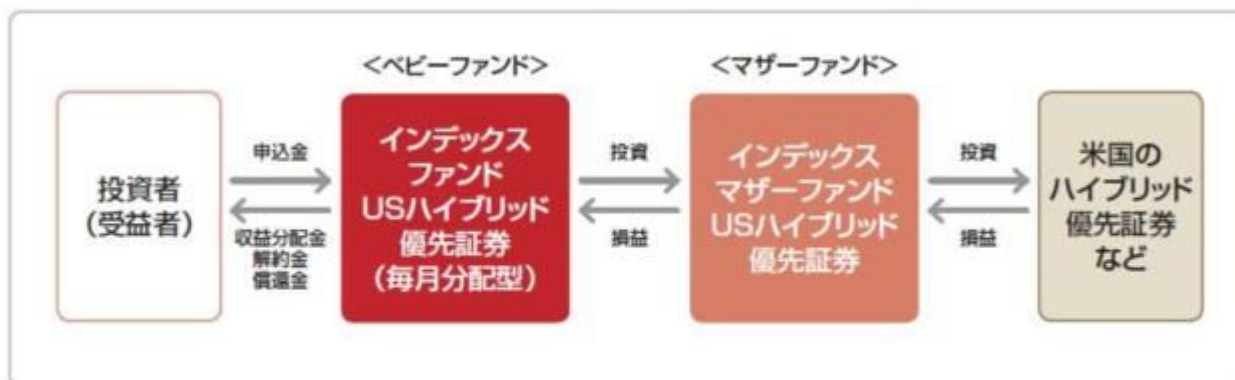 <ベビーファンド>
<マザーファンド>
投資者
(受益者)
申込金
収益分配金
解約金
償還金
インデックス
ファンド
USハイブリッド
優先証券
(毎月分配型)
投資
損益
インデックス
マザーファンド
USハイブリッド
優先証券
投資
損益
米国の
ハイブリッド
優先証券
など